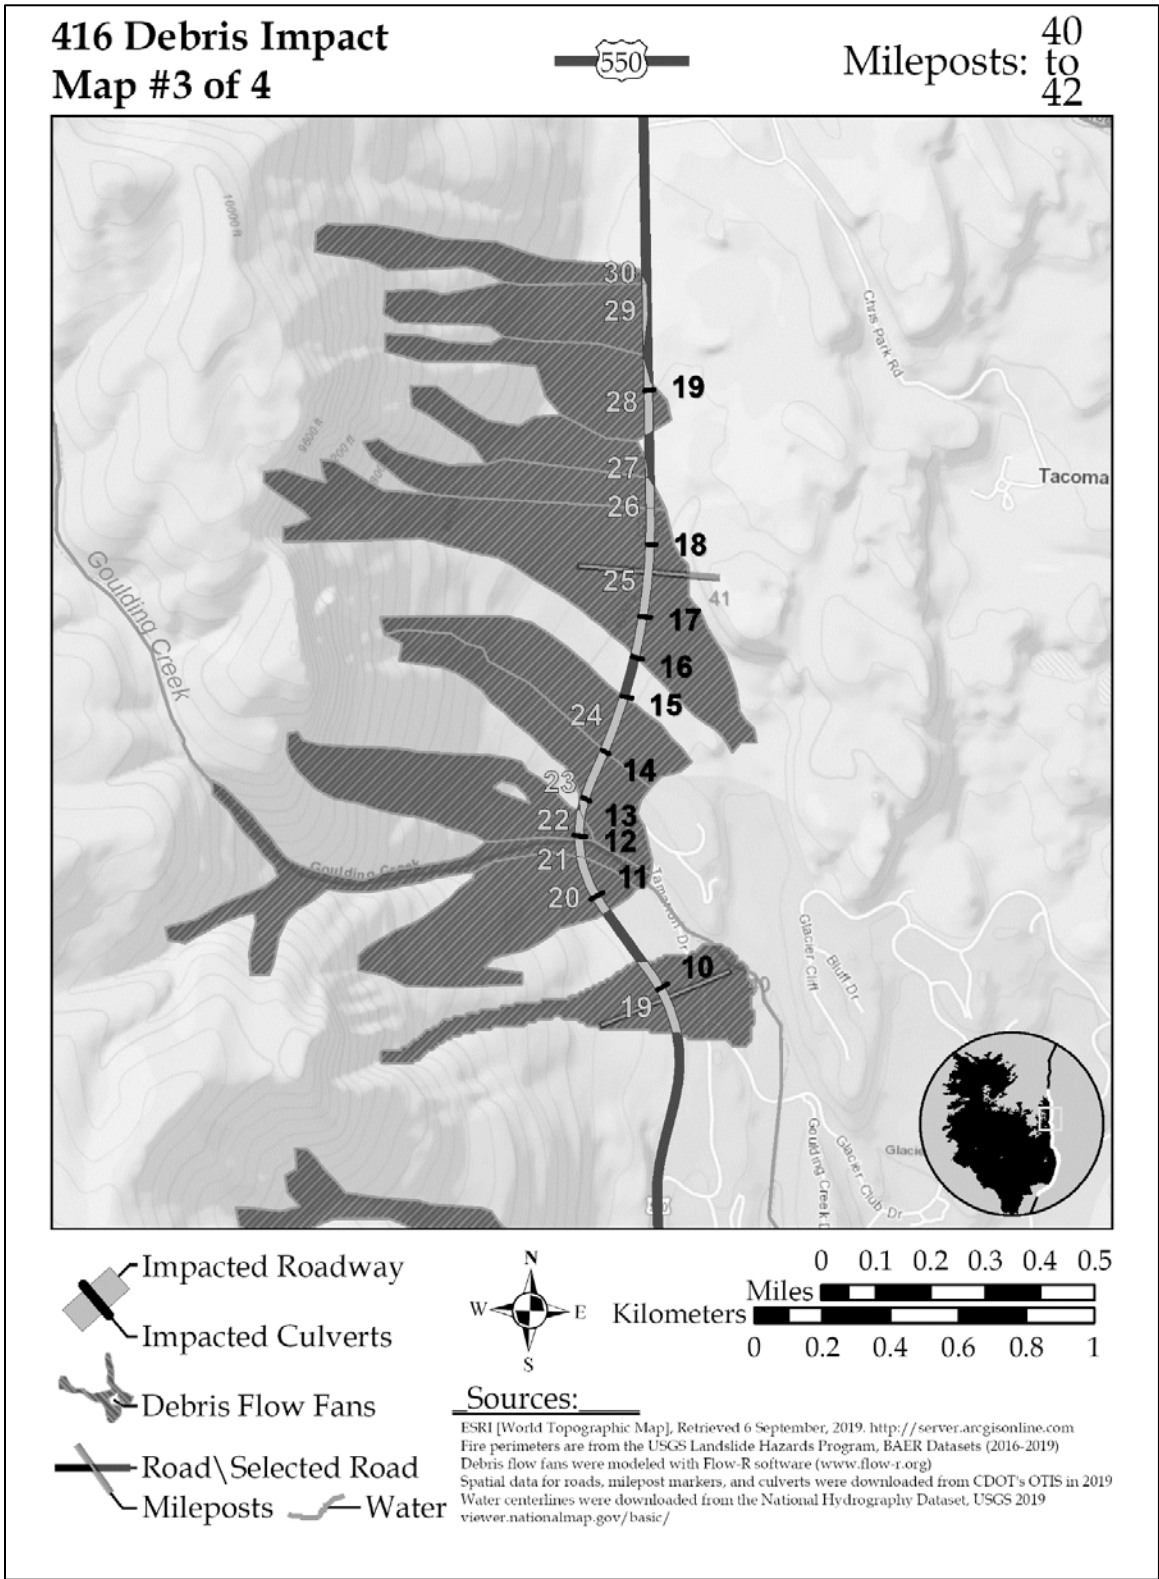 416 Debris Impact
Map #3 of 4
550
Mileposts: 40 to 42
10000 ft
30
29
Chris Park Rd
19
28
9600 ft
27
Tacoma
26
18
25
41
Goulding Creek
17
16
15
24
14
23
13
22
12
21
Goulding Creek
11
20
Tamarron Dr
Glacier Cliff
Bluff Dr
10
19
Goulding Creek D
Glacier Club Dr
Glacie
Impacted Roadway
Impacted Culverts
Debris Flow Fans
Road\Selected Road
Mileposts
Water
N
W E
S
0 0.1 0.2 0.3 0.4 0.5
Miles
Kilometers
0 0.2 0.4 0.6 0.8 1
Sources:
ESRI [World Topographic Map], Retrieved 6 September, 2019. http://server.arcgisonline.com
Fire perimeters are from the USGS Landslide Hazards Program, BAER Datasets (2016-2019)
Debris flow fans were modeled with Flow-R software (www.flow-r.org)
Spatial data for roads, milepost markers, and culverts were downloaded from CDOT's OTIS in 2019
Water centerlines were downloaded from the National Hydrography Dataset, USGS 2019
viewer.nationalmap.gov/basic/